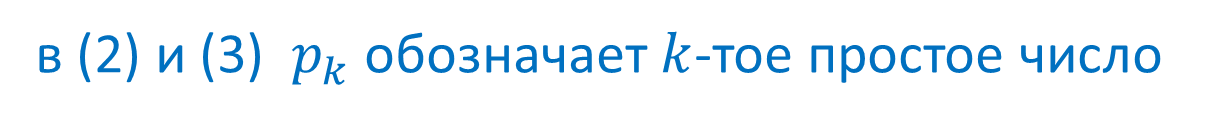 в (2) и (3) pₖ обозначает k-тое простое число